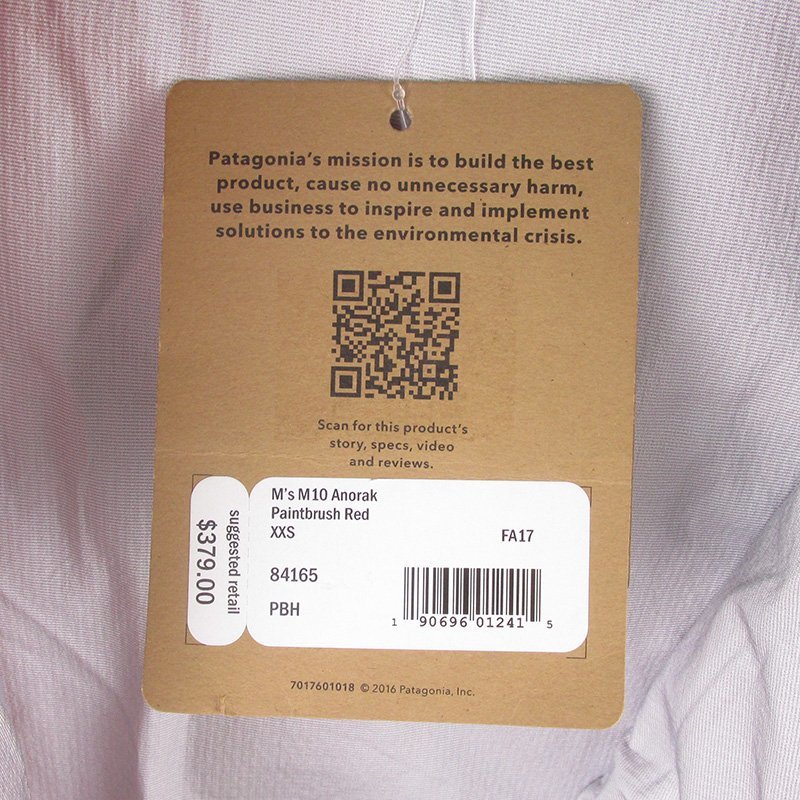 Patagonia's mission is to build the best
product, cause no unnecessary harm,
use business to inspire and implement
solutions to the environmental crisis.
Scan for this product's
story, specs, video
and reviews.
suggested retail
$379.00
M's M10 Anorak
Paintbrush Red
XXS
FA17
84165
PBH
1 90696 01241 5
7017601018 © 2016 Patagonia, Inc.